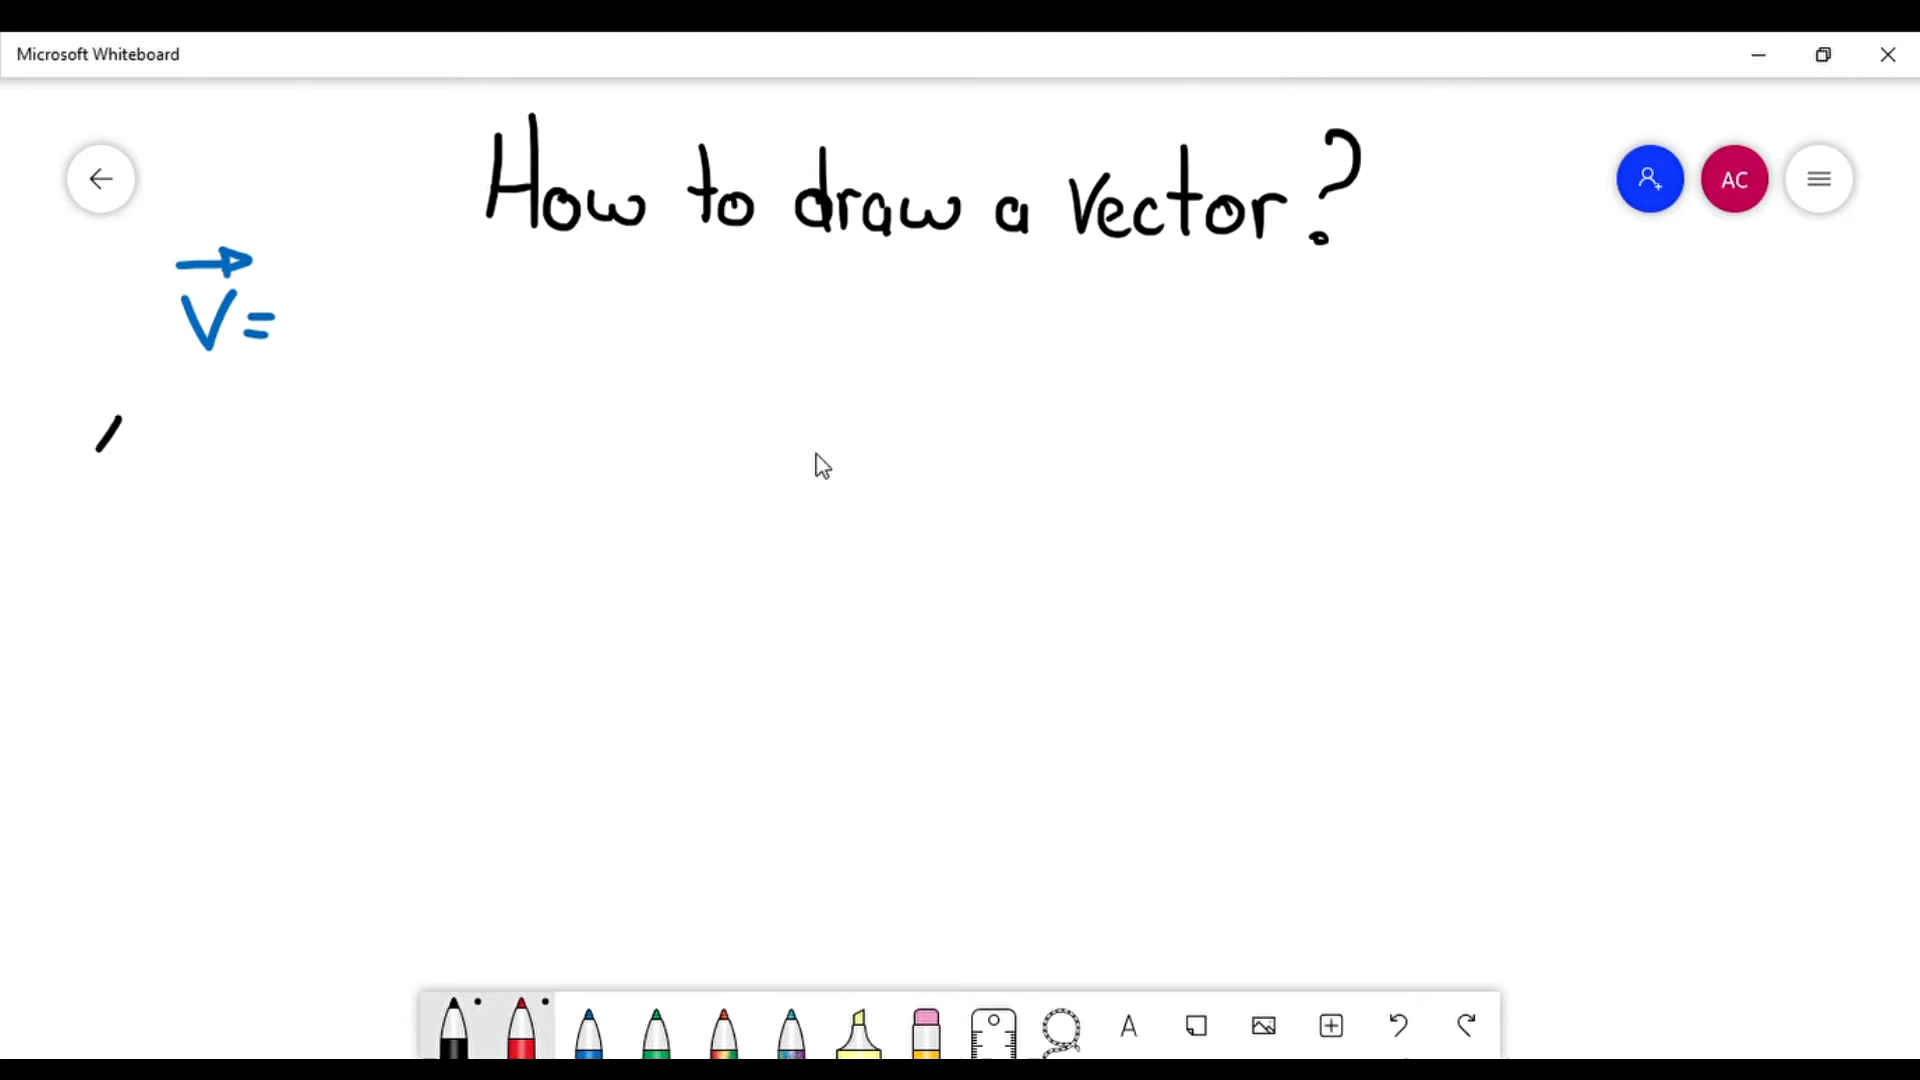 Microsoft Whiteboard
How to draw a vector?
AC
V⃗=
A